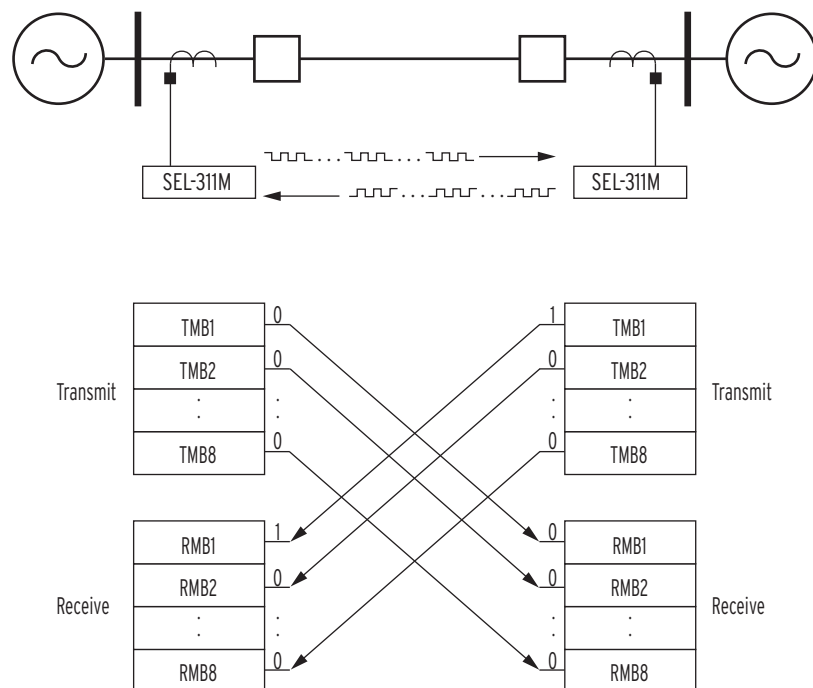 SEL-311M
SEL-311M
Transmit
TMB1
0
TMB2
0
:
:
TMB8
0
1
TMB1
0
TMB2
:
:
0
TMB8
Transmit
Receive
RMB1
1
RMB2
0
:
:
RMB8
0
0
RMB1
0
RMB2
:
:
0
RMB8
Receive